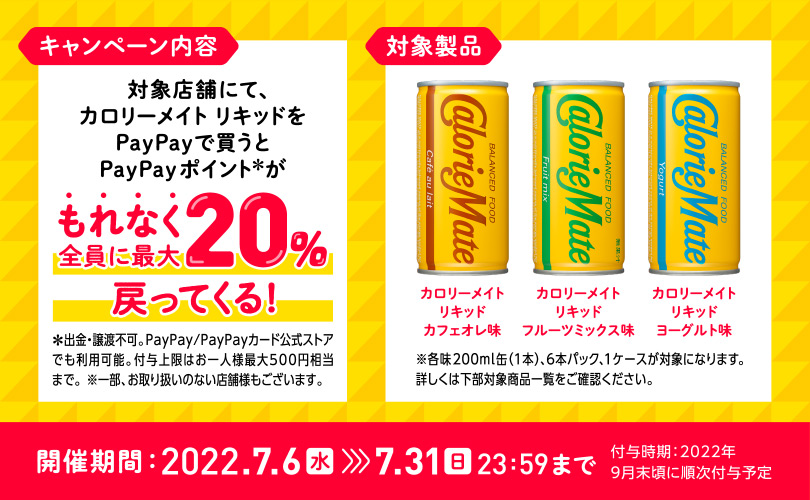 キャンペーン内容
対象店舗にて、
カロリーメイト リキッドを
PayPayで買うと
PayPayポイント*が
もれなく
全員に最大
20%
戻ってくる!
*出金・譲渡不可。PayPay/PayPayカード公式ストア
でも利用可能。付与上限はお一人様最大500円相当
まで。 ※一部、お取り扱いのない店舗様もございます。
対象製品
CalorieMate
BALANCED FOOD
Café au lait
CalorieMate
BALANCED FOOD
Fruit mix
無果汁
CalorieMate
BALANCED FOOD
Yogurt
カロリーメイト
リキッド
カフェオレ味
カロリーメイト
リキッド
フルーツミックス味
カロリーメイト
リキッド
ヨーグルト味
※各味200ml缶(1本)、6本パック、1ケースが対象になります。
詳しくは下部対象商品一覧をご確認ください。
開催期間:2022.7.6水>>>7.31日23:59まで
付与時期:2022年
9月末頃に順次付与予定